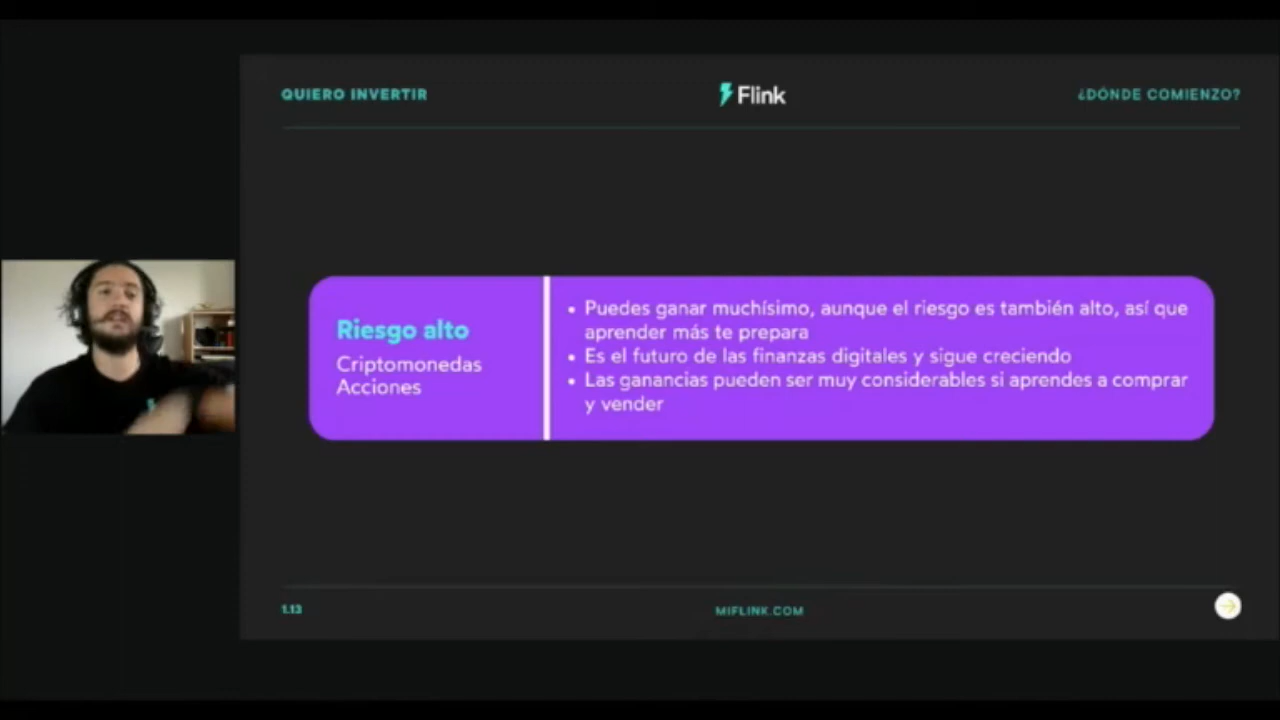 QUIERO INVERTIR
Flink
¿DÓNDE COMIENZO?
Riesgo alto
Criptomonedas
Acciones
• Puedes ganar muchísimo, aunque el riesgo es también alto, así que
aprender más te prepara
• Es el futuro de las finanzas digitales y sigue creciendo
• Las ganancias pueden ser muy considerables si aprendes a comprar
y vender
1.13
MIFLINK.COM